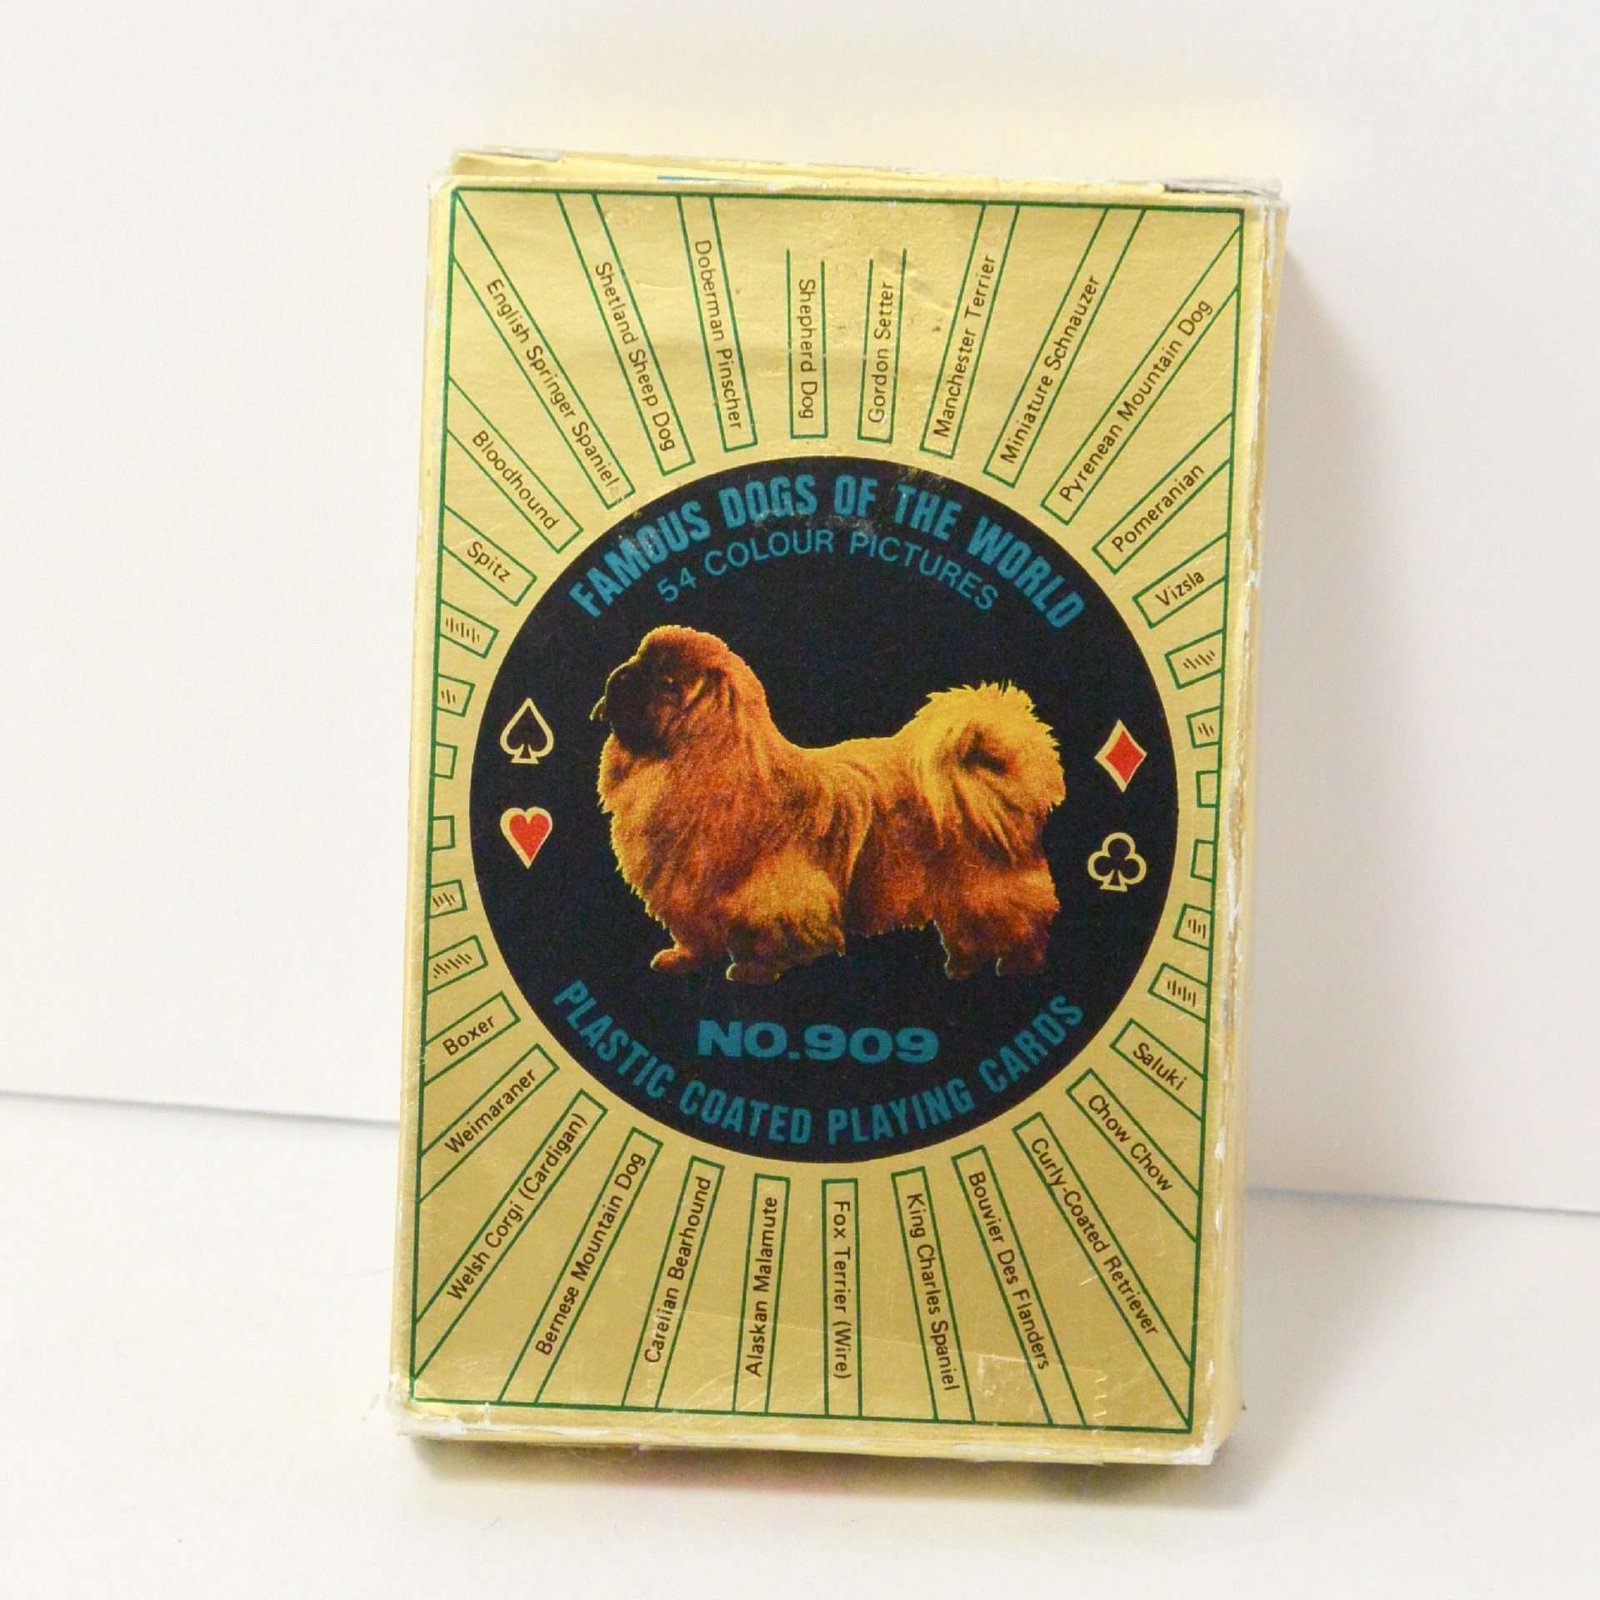 English Springer Spaniel
Shetland Sheep Dog
Doberman Pinscher
Shepherd Dog
Gordon Setter
Manchester Terrier
Miniature Schnauzer
Pyrenean Mountain Dog
Bloodhound
Pomeranian
Spitz
Vizsla
FAMOUS DOGS OF THE WORLD
54 COLOUR PICTURES
NO.909
PLASTIC COATED PLAYING CARDS
Boxer
Saluki
Weimaraner
Chow Chow
Welsh Corgi (Cardigan)
Bernese Mountain Dog
Carelian Bearhound
Alaskan Malamute
Fox Terrier (Wire)
King Charles Spaniel
Bouvier Des Flanders
Curly-Coated Retriever